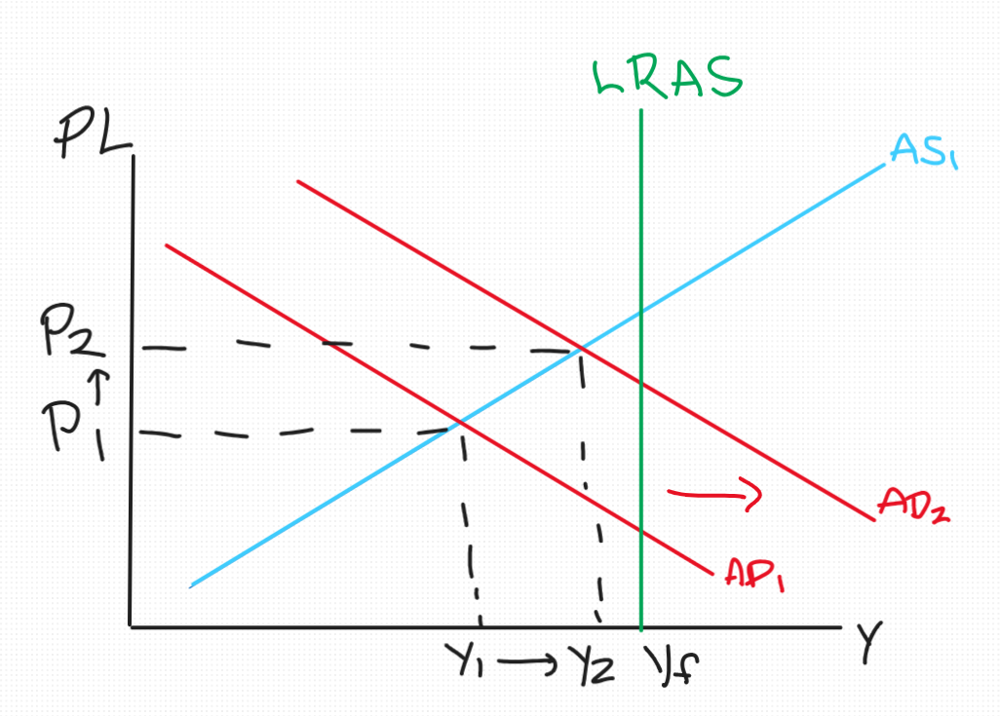 LRAS
PL
AS1
P2
↑
P1
AD2
AD1
Y1 → Y2 Yf
Y